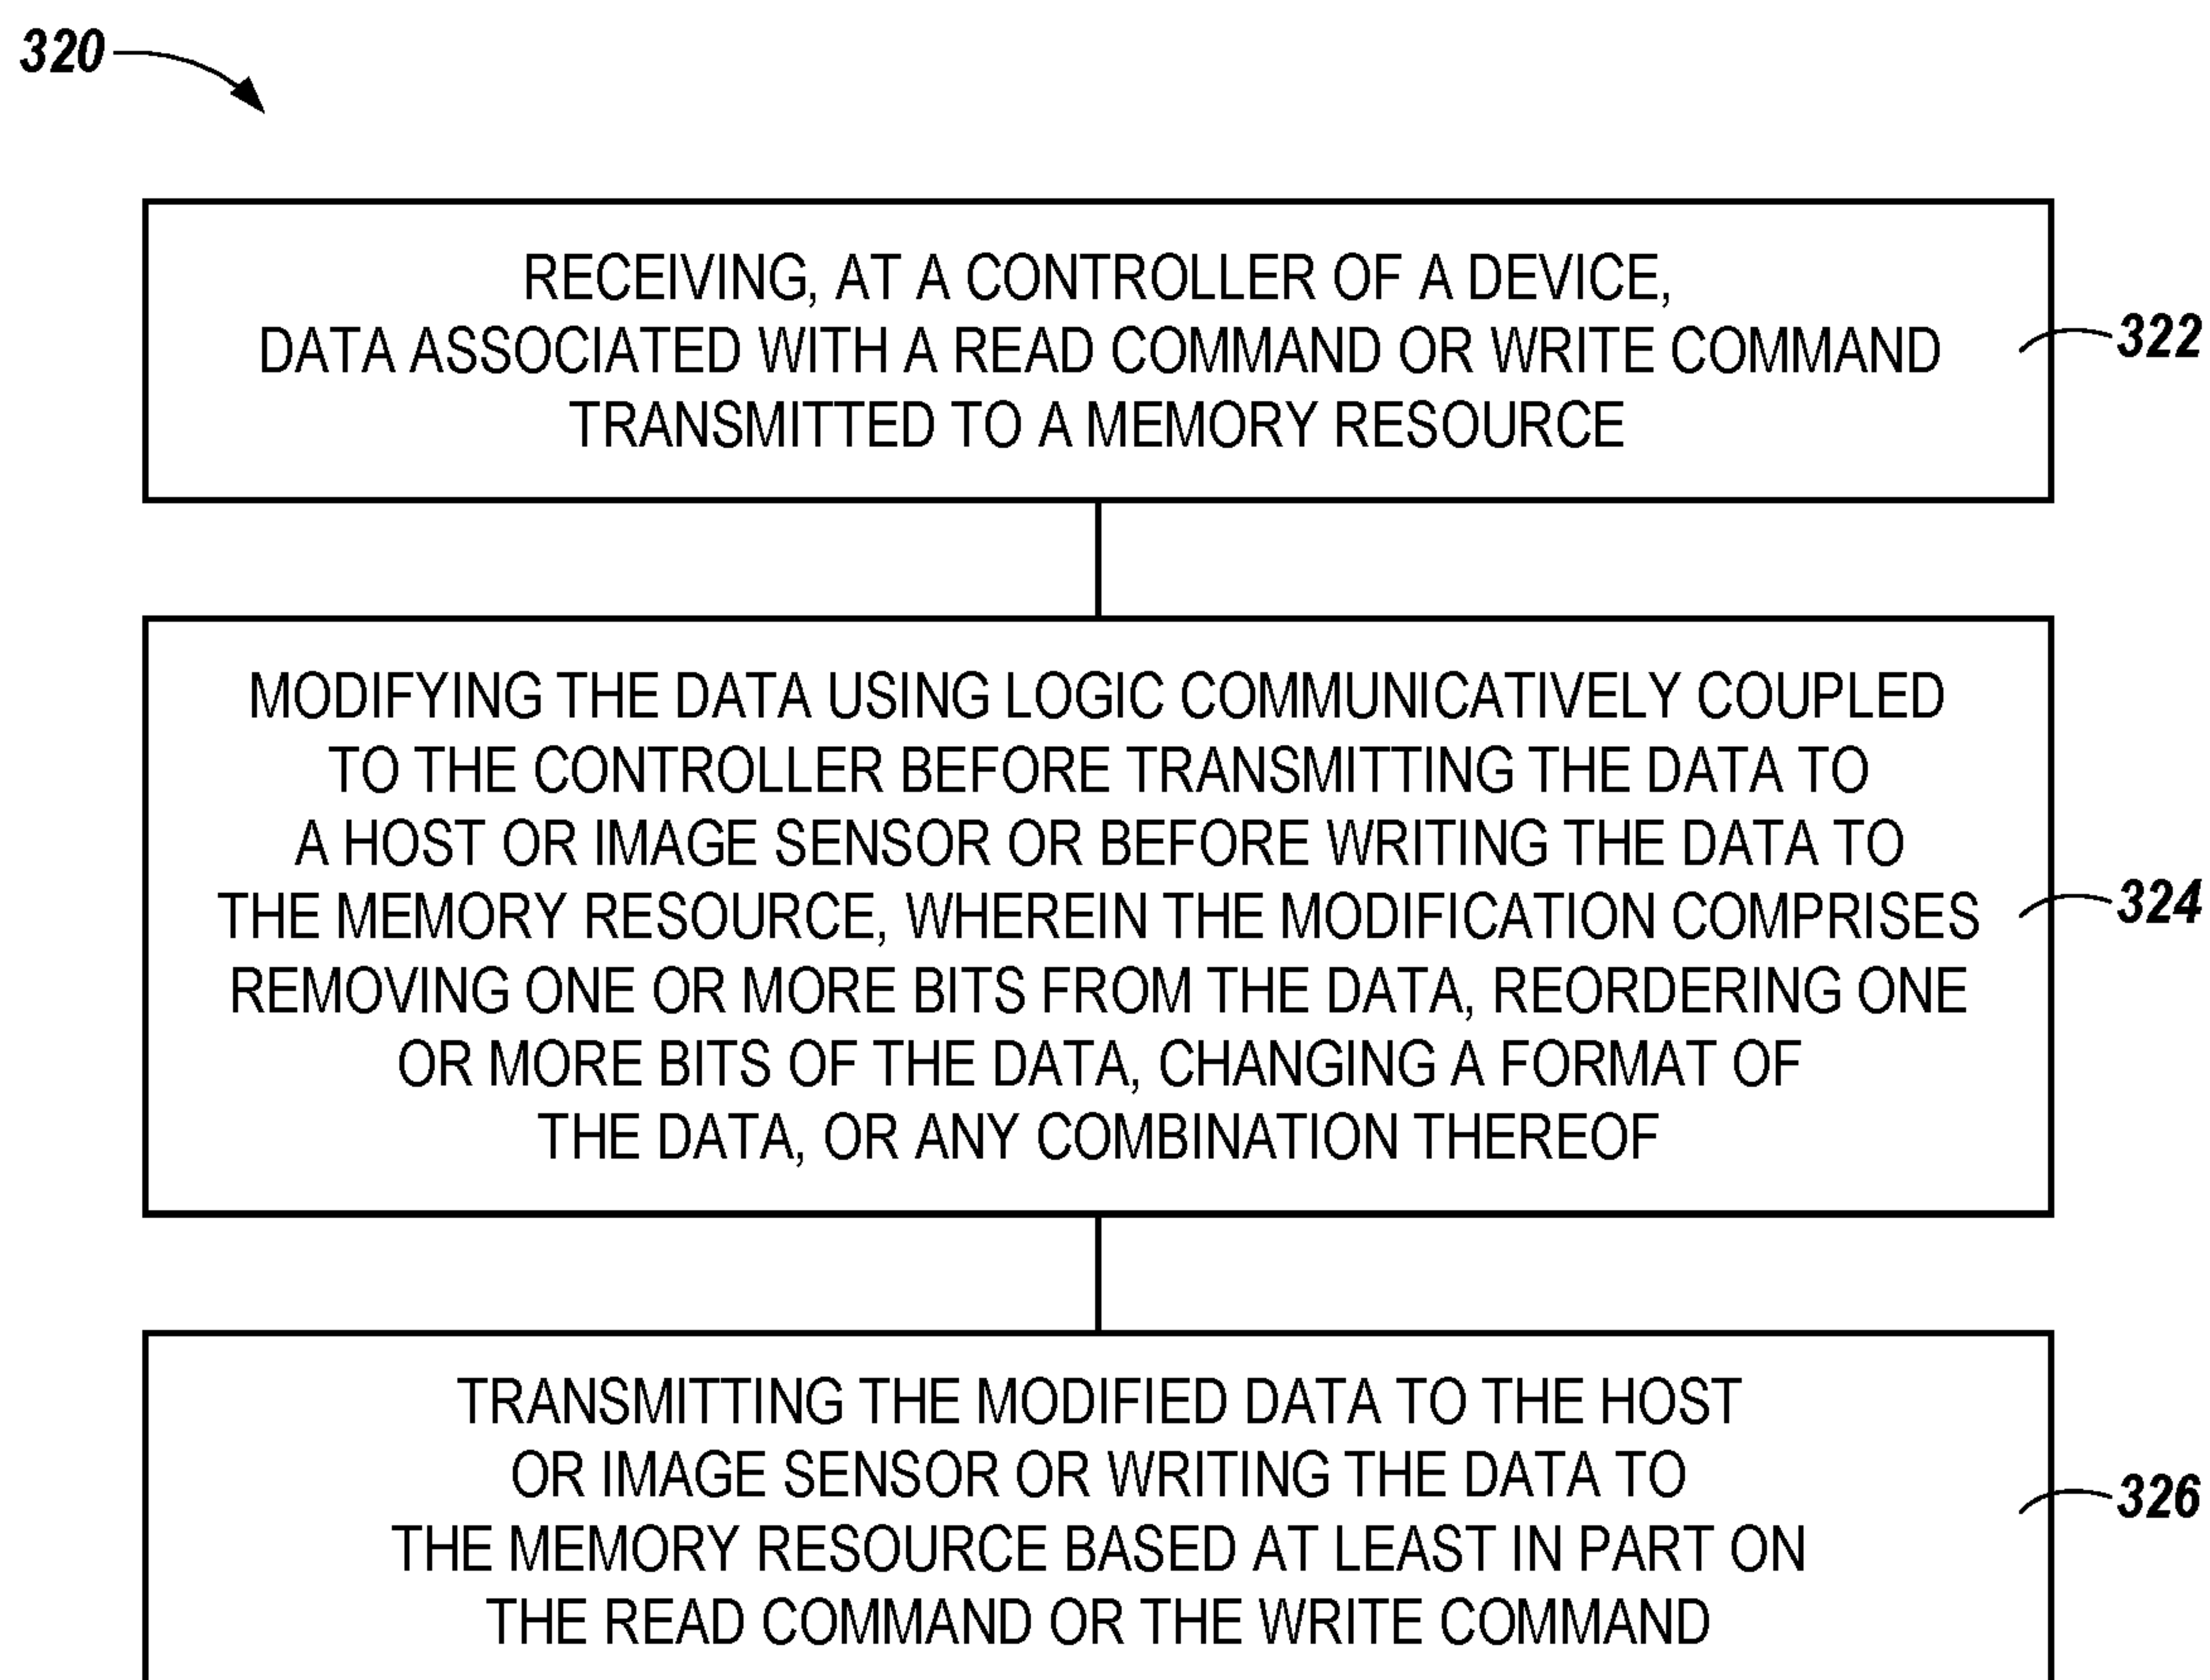 320
RECEIVING, AT A CONTROLLER OF A DEVICE,
DATA ASSOCIATED WITH A READ COMMAND OR WRITE COMMAND
TRANSMITTED TO A MEMORY RESOURCE
322
MODIFYING THE DATA USING LOGIC COMMUNICATIVELY COUPLED
TO THE CONTROLLER BEFORE TRANSMITTING THE DATA TO
A HOST OR IMAGE SENSOR OR BEFORE WRITING THE DATA TO
THE MEMORY RESOURCE, WHEREIN THE MODIFICATION COMPRISES
REMOVING ONE OR MORE BITS FROM THE DATA, REORDERING ONE
OR MORE BITS OF THE DATA, CHANGING A FORMAT OF
THE DATA, OR ANY COMBINATION THEREOF
324
TRANSMITTING THE MODIFIED DATA TO THE HOST
OR IMAGE SENSOR OR WRITING THE DATA TO
THE MEMORY RESOURCE BASED AT LEAST IN PART ON
THE READ COMMAND OR THE WRITE COMMAND
326